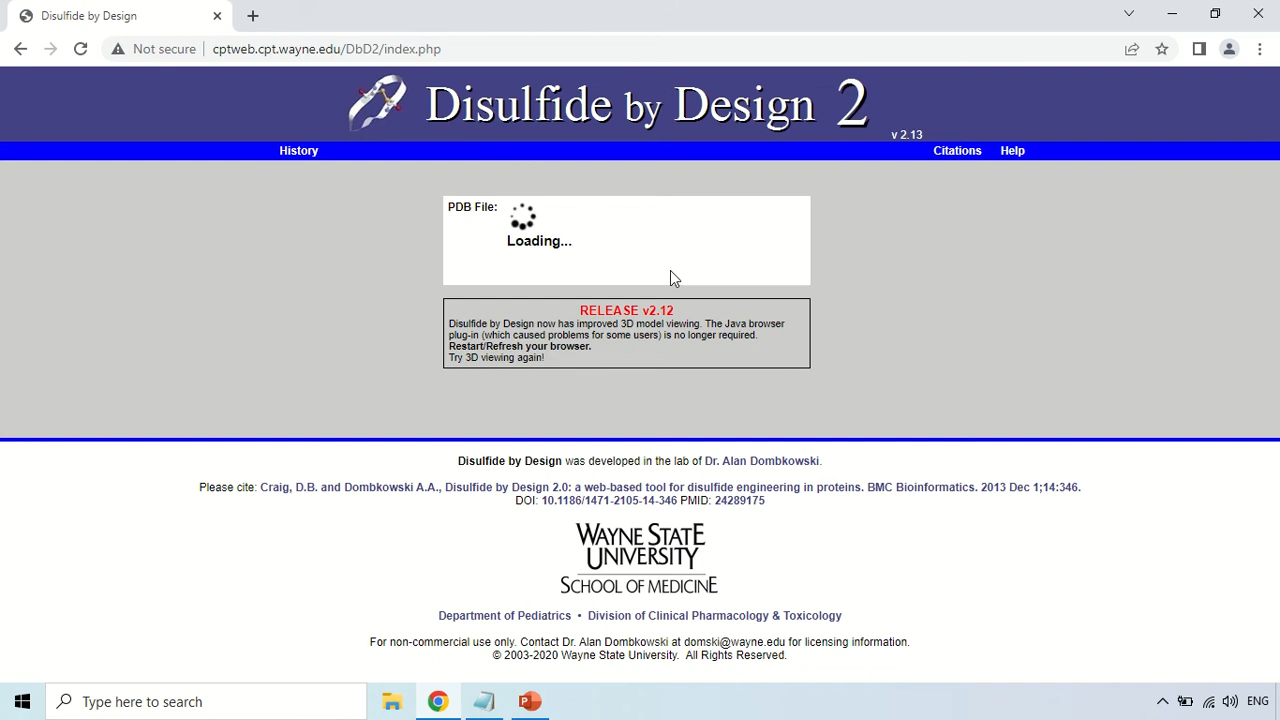 Disulfide by Design
Not secure
cptweb.cpt.wayne.edu/DbD2/index.php
Disulfide by Design 2
v 2.13
History
Citations
Help
PDB File:
Loading...
RELEASE v2.12
Disulfide by Design now has improved 3D model viewing. The Java browser
plug-in (which caused problems for some users) is no longer required.
Restart/Refresh your browser.
Try 3D viewing again!
Disulfide by Design was developed in the lab of Dr. Alan Dombkowski.
Please cite: Craig, D.B. and Dombkowski A.A., Disulfide by Design 2.0: a web-based tool for disulfide engineering in proteins. BMC Bioinformatics. 2013 Dec 1;14:346.
DOI: 10.1186/1471-2105-14-346 PMID: 24289175
WAYNE STATE
UNIVERSITY
SCHOOL OF MEDICINE
Department of Pediatrics • Division of Clinical Pharmacology & Toxicology
For non-commercial use only. Contact Dr. Alan Dombkowski at domski@wayne.edu for licensing information.
© 2003-2020 Wayne State University. All Rights Reserved.
Type here to search
ENG